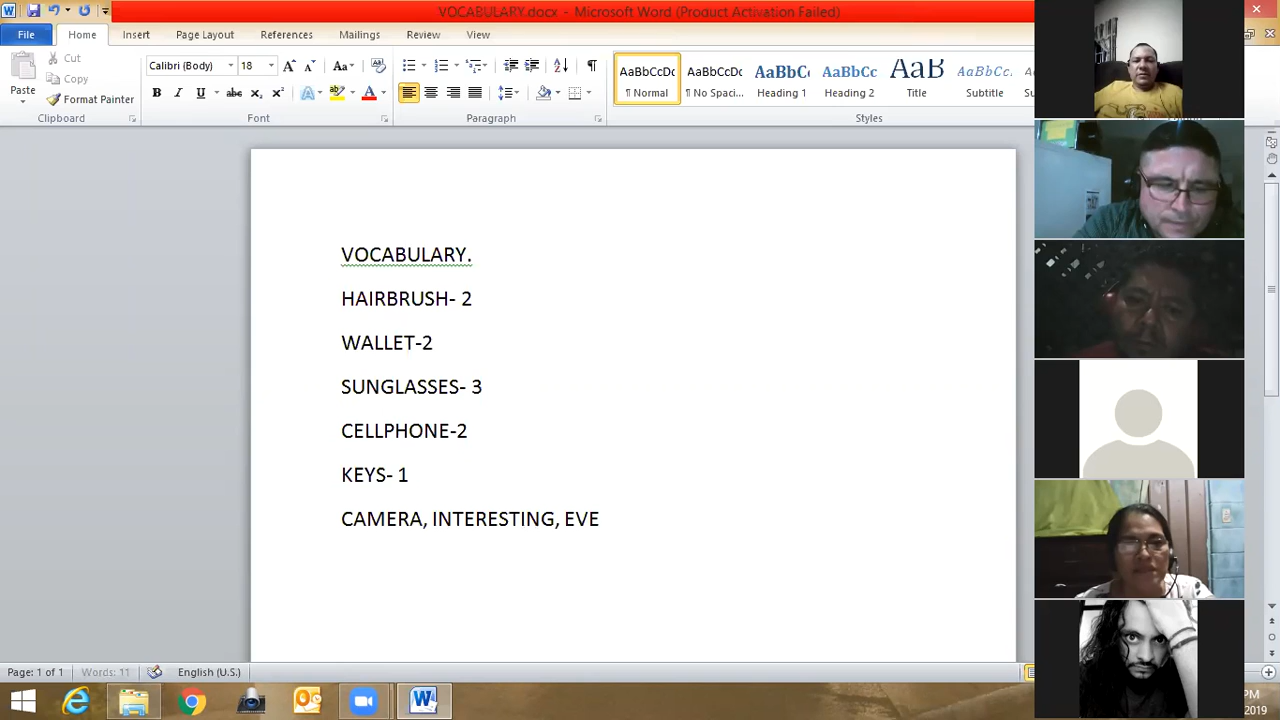 VOCABULARY.docx - Microsoft Word (Product Activation Failed)
File Home Insert Page Layout References Mailings Review View
Paste
Cut
Copy
Format Painter
Clipboard
Calibri (Body) 18
Font
Paragraph
AaBbCcDc AaBbCcDc AaBbC AaBbCc AaB AaBbCc.
¶ Normal ¶ No Spaci... Heading 1 Heading 2 Title Subtitle
Styles
VOCABULARY.
HAIRBRUSH- 2
WALLET-2
SUNGLASSES- 3
CELLPHONE-2
KEYS- 1
CAMERA, INTERESTING, EVE
Page: 1 of 1 Words: 11 English (U.S.)
PM
2019